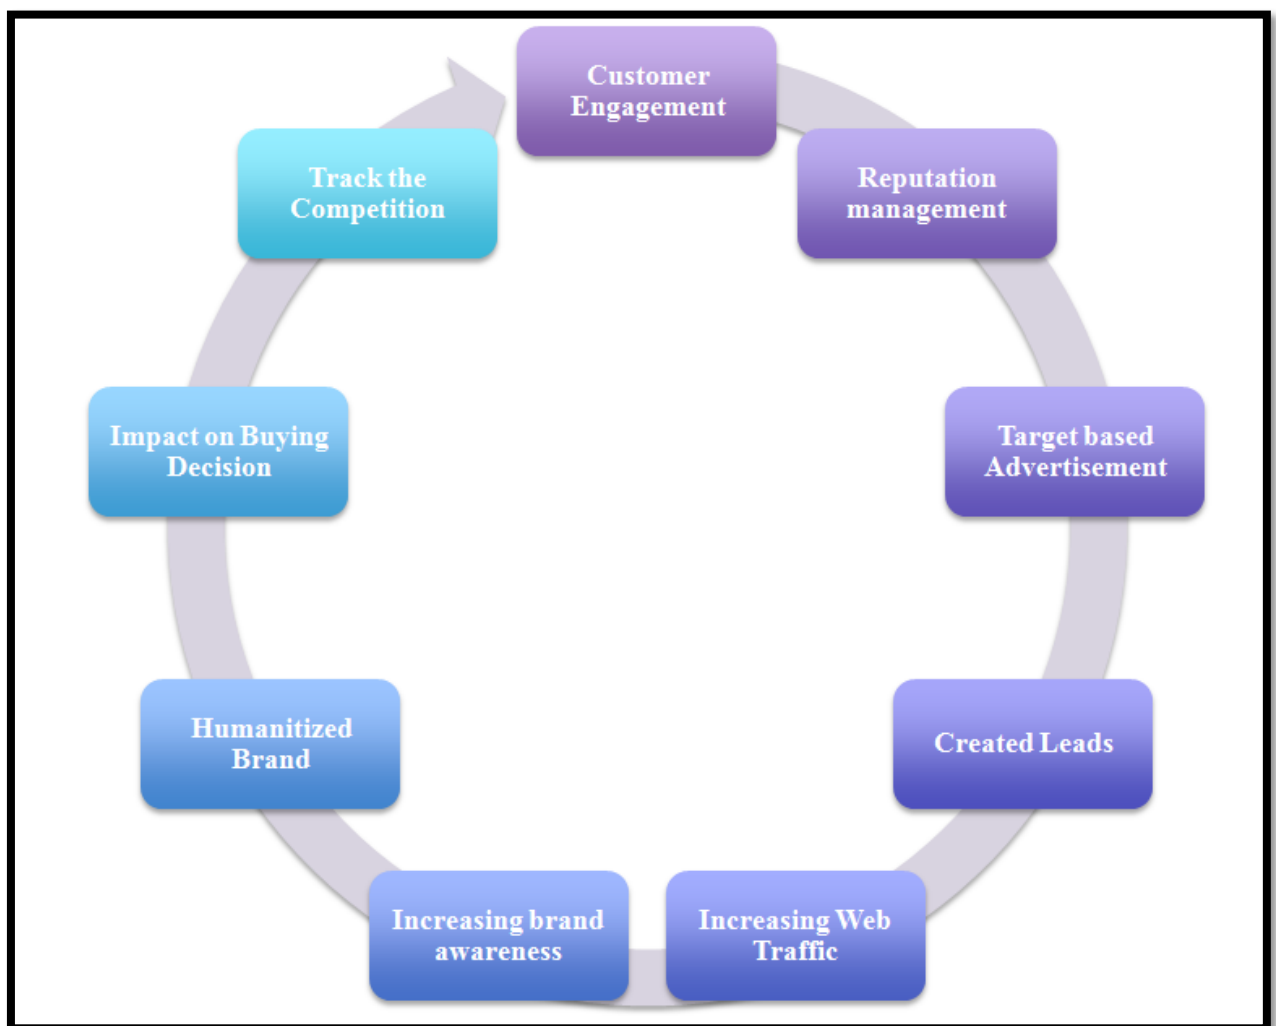 Customer
Engagement
Reputation
management
Target based
Advertisement
Created Leads
Increasing Web
Traffic
Increasing brand
awareness
Humanitized
Brand
Impact on Buying
Decision
Track the
Competition